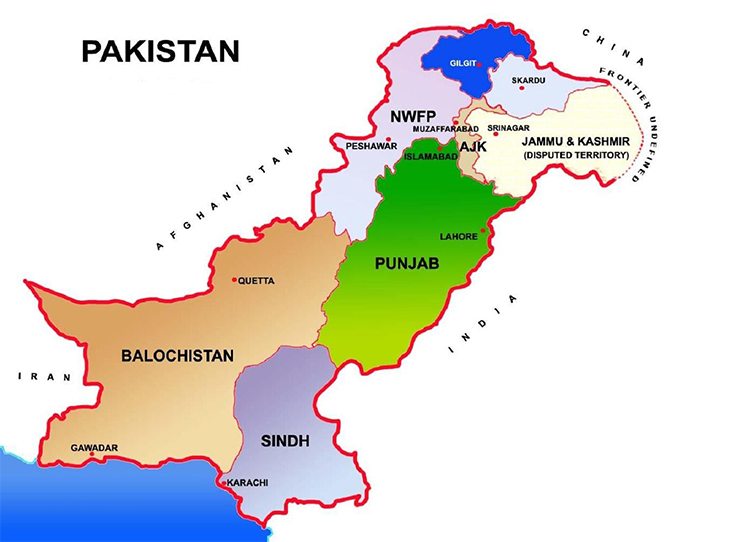 PAKISTAN
CHINA
FRONTIER UNDEFINED
GILGIT
SKARDU
NWFP
MUZAFFARABAD
SRINAGAR
PESHAWAR
ISLAMABAD
AJK
JAMMU & KASHMIR
(DISPUTED TERRITORY)
AFGHANISTAN
LAHORE
PUNJAB
QUETTA
INDIA
BALOCHISTAN
IRAN
SINDH
GAWADAR
KARACHI